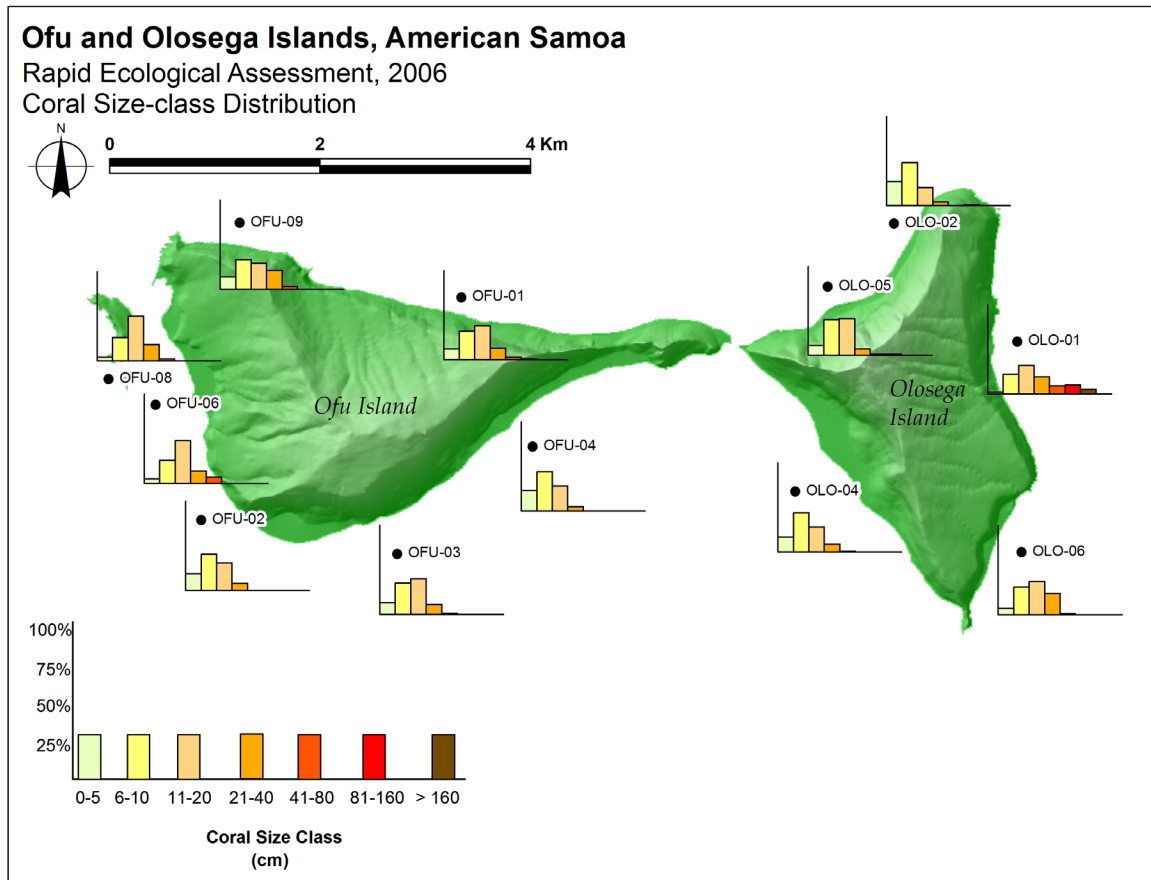 Ofu and Olosega Islands, American Samoa
Rapid Ecological Assessment, 2006
Coral Size-class Distribution
N
0 2 4 Km
OFU-09
OLO-02
OFU-01
OLO-05
OLO-01
OFU-08
OFU-06
Ofu Island
Olosega
Island
OFU-04
OFU-02
OLO-04
OFU-03
OLO-06
100%
75%
50%
25%
0-5 6-10 11-20 21-40 41-80 81-160 > 160
Coral Size Class
(cm)